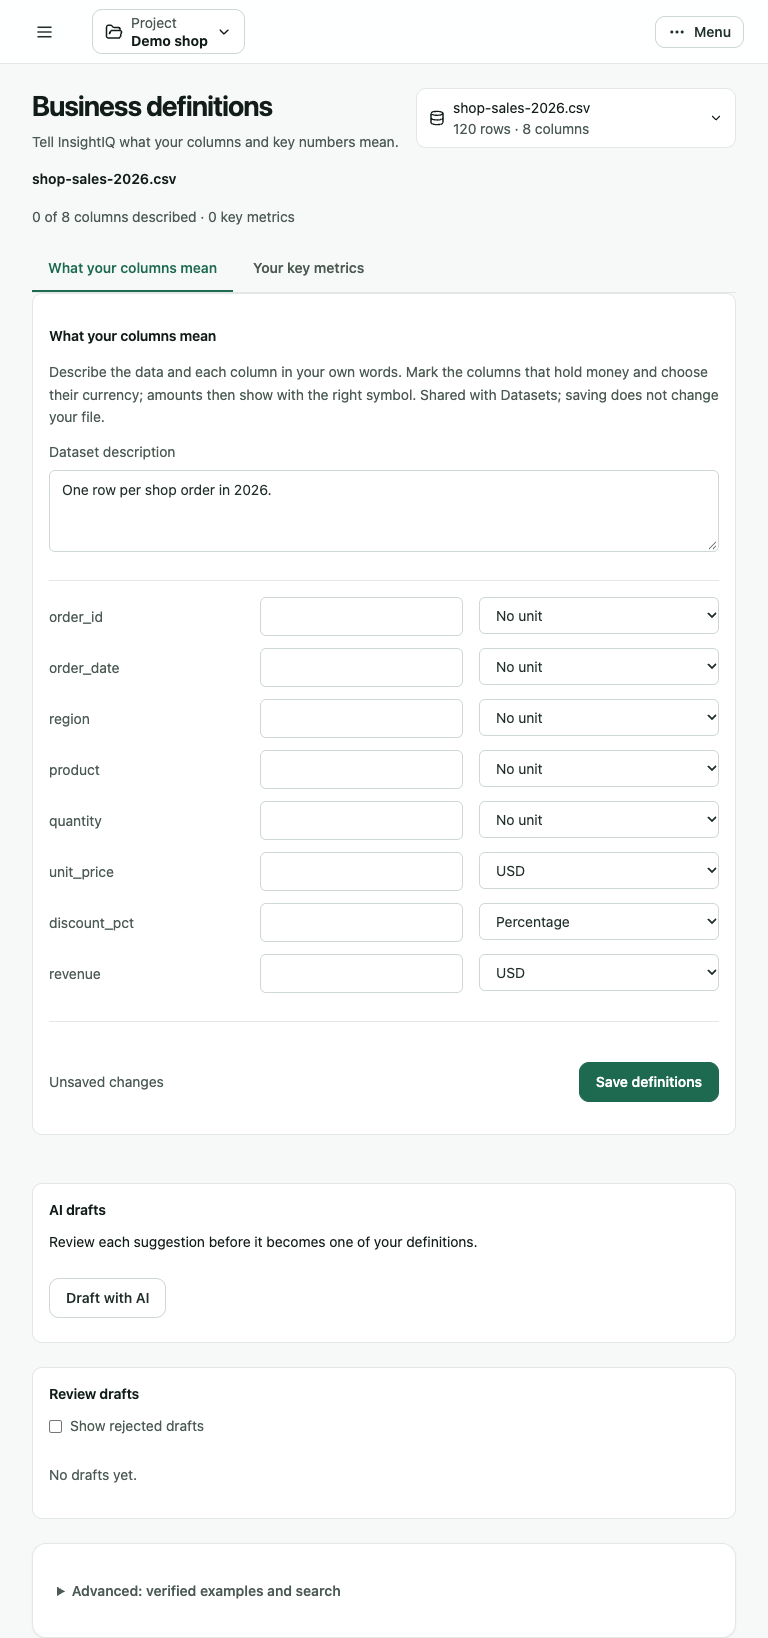 Project
Demo shop
Menu
Business definitions
Tell InsightIQ what your columns and key numbers mean.
shop-sales-2026.csv
120 rows · 8 columns
shop-sales-2026.csv
0 of 8 columns described · 0 key metrics
What your columns mean
Your key metrics
What your columns mean
Describe the data and each column in your own words. Mark the columns that hold money and choose
their currency; amounts then show with the right symbol. Shared with Datasets; saving does not change
your file.
Dataset description
One row per shop order in 2026.
order_id
No unit
order_date
No unit
region
No unit
product
No unit
quantity
No unit
unit_price
USD
discount_pct
Percentage
revenue
USD
Unsaved changes
Save definitions
AI drafts
Review each suggestion before it becomes one of your definitions.
Draft with AI
Review drafts
Show rejected drafts
No drafts yet.
Advanced: verified examples and search